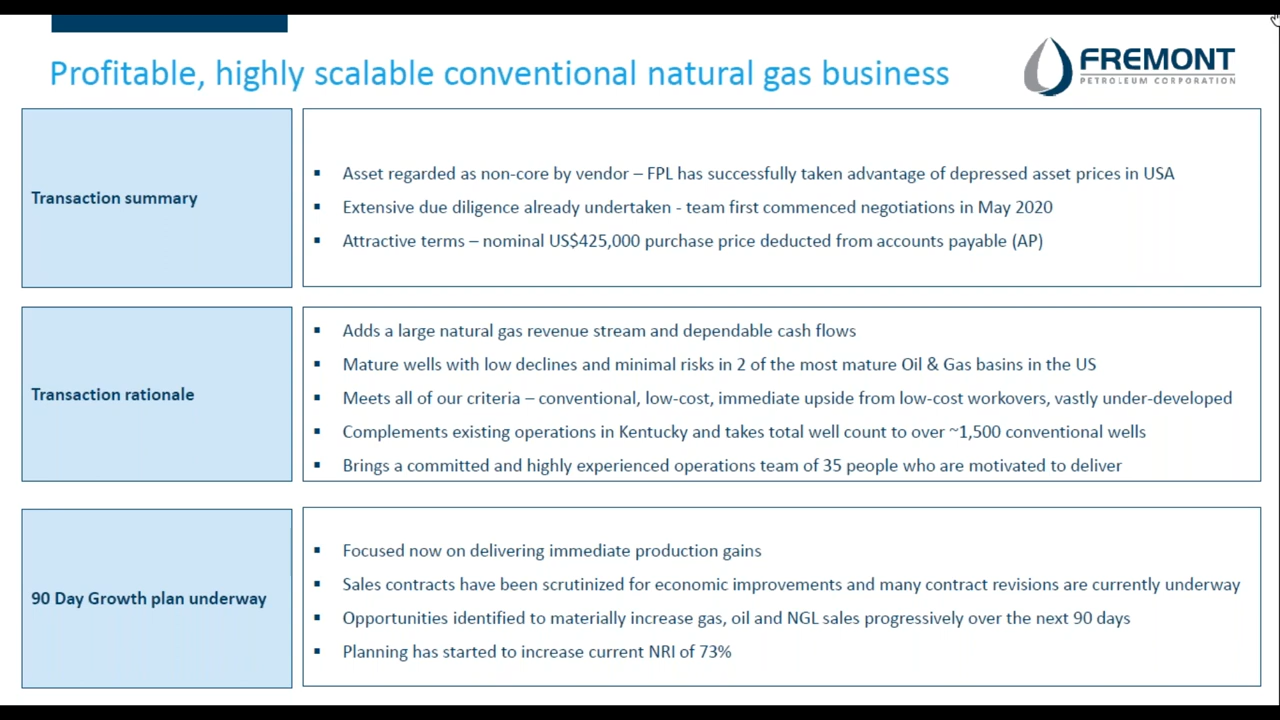 Profitable, highly scalable conventional natural gas business
FREMONT
PETROLEUM CORPORATION
Transaction summary
▪ Asset regarded as non-core by vendor – FPL has successfully taken advantage of depressed asset prices in USA
▪ Extensive due diligence already undertaken - team first commenced negotiations in May 2020
▪ Attractive terms – nominal US$425,000 purchase price deducted from accounts payable (AP)
Transaction rationale
▪ Adds a large natural gas revenue stream and dependable cash flows
▪ Mature wells with low declines and minimal risks in 2 of the most mature Oil & Gas basins in the US
▪ Meets all of our criteria – conventional, low-cost, immediate upside from low-cost workovers, vastly under-developed
▪ Complements existing operations in Kentucky and takes total well count to over ~1,500 conventional wells
▪ Brings a committed and highly experienced operations team of 35 people who are motivated to deliver
90 Day Growth plan underway
▪ Focused now on delivering immediate production gains
▪ Sales contracts have been scrutinized for economic improvements and many contract revisions are currently underway
▪ Opportunities identified to materially increase gas, oil and NGL sales progressively over the next 90 days
▪ Planning has started to increase current NRI of 73%